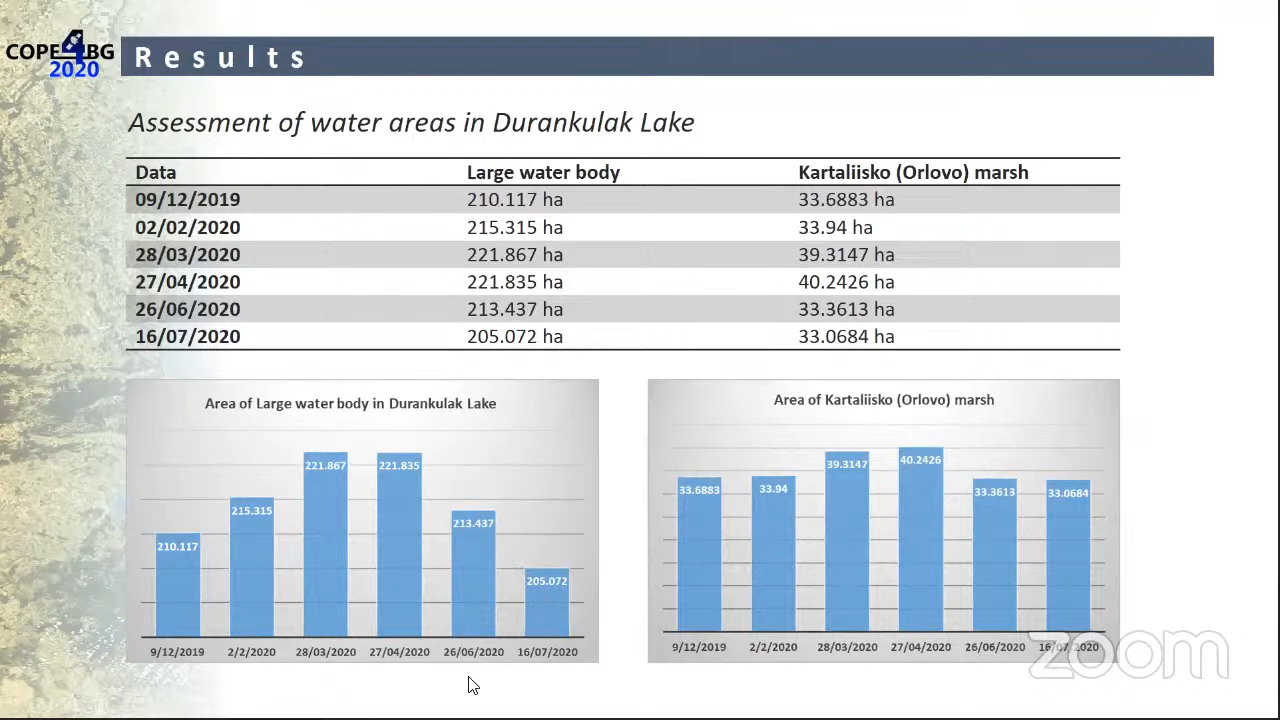 COPE4BG
2020
Results
Assessment of water areas in Durankulak Lake
Data Large water body Kartaliisko (Orlovo) marsh
09/12/2019 210.117 ha 33.6883 ha
02/02/2020 215.315 ha 33.94 ha
28/03/2020 221.867 ha 39.3147 ha
27/04/2020 221.835 ha 40.2426 ha
26/06/2020 213.437 ha 33.3613 ha
16/07/2020 205.072 ha 33.0684 ha
Area of Large water body in Durankulak Lake
210.117 215.315 221.867 221.835 213.437 205.072
9/12/2019 2/2/2020 28/03/2020 27/04/2020 26/06/2020 16/07/2020
Area of Kartaliisko (Orlovo) marsh
33.6883 33.94 39.3147 40.2426 33.3613 33.0684
9/12/2019 2/2/2020 28/03/2020 27/04/2020 26/06/2020 16/07/2020
zoom